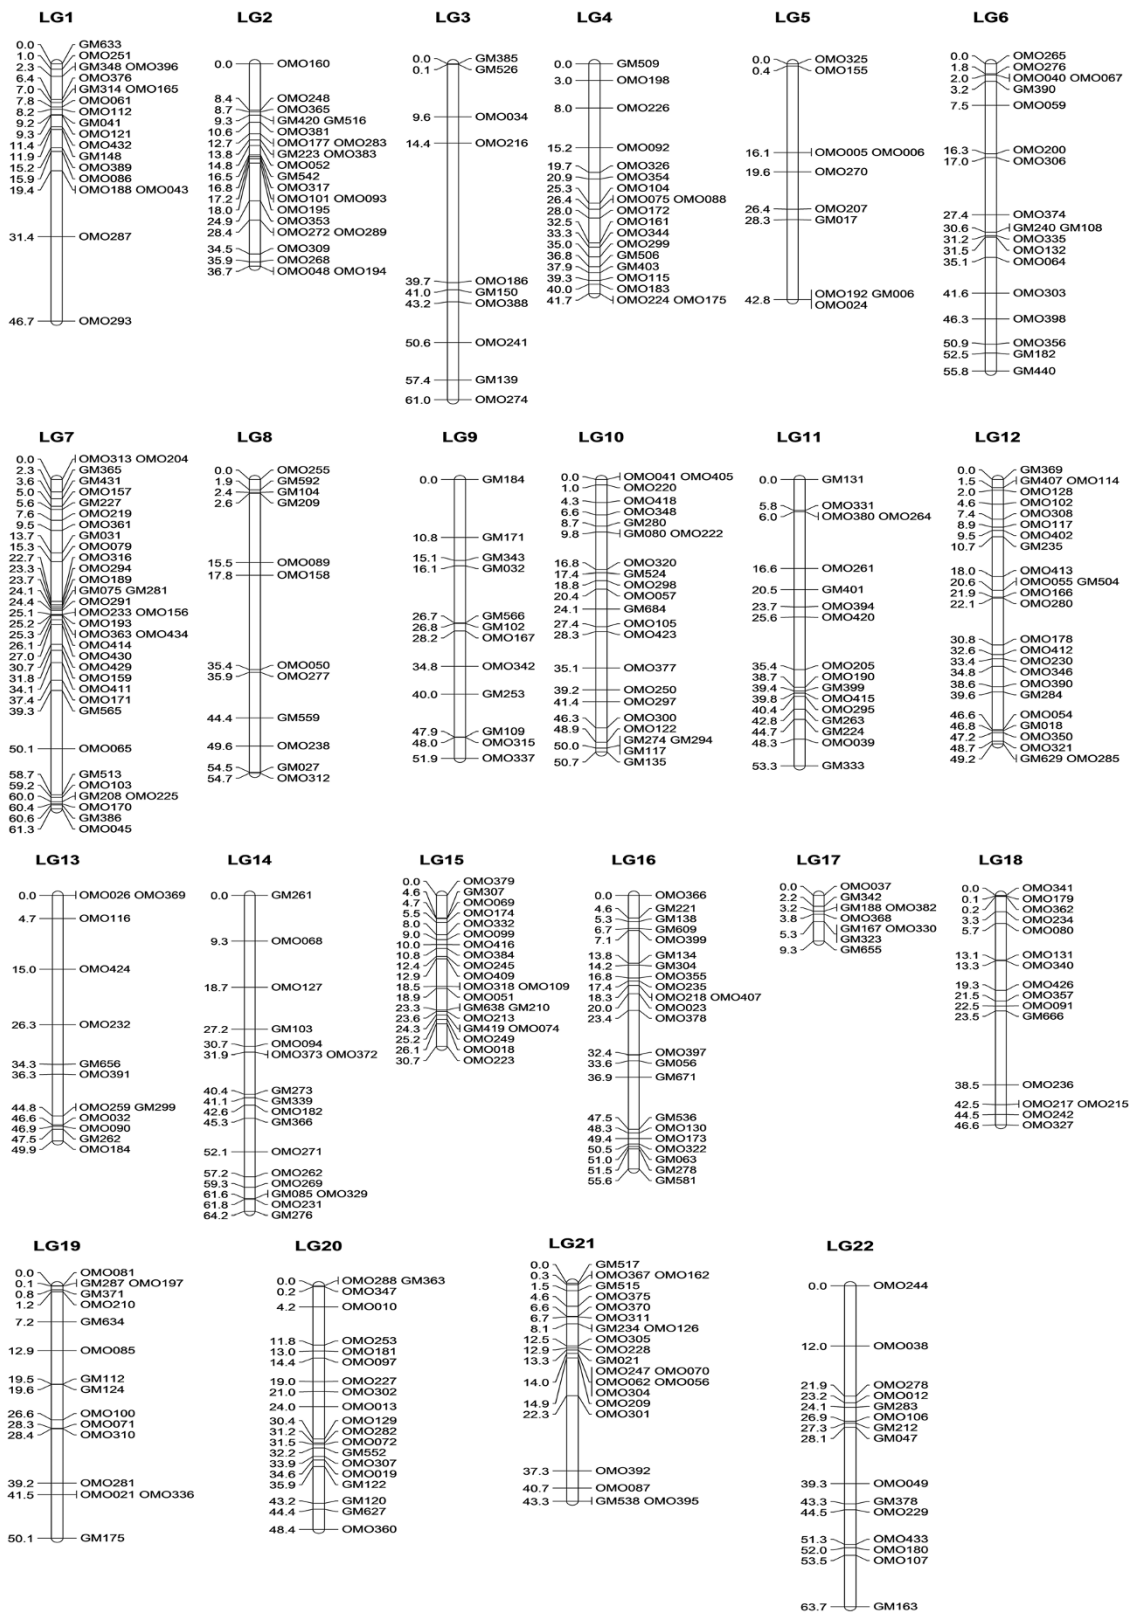 LG1
0.0 GM633
1.0 OMO251
2.3 GM348 OMO396
6.4 OMO376
7.0 GM314 OMO165
7.8 OMO061
8.2 OMO112
9.2 GM041
9.3 OMO121
11.4 OMO432
11.9 GM148
15.2 OMO389
15.9 OMO086
19.4 OMO188 OMO043
31.4 OMO287
46.7 OMO293
LG2
0.0 OMO160
8.4 OMO248
8.7 OMO365
9.3 GM420 GM516
10.6 OMO381
12.7 OMO177 OMO283
13.8 GM223 OMO383
14.8 OMO052
16.5 GM542
16.8 OMO317
17.2 OMO101 OMO093
18.0 OMO195
24.9 OMO353
28.4 OMO272 OMO289
34.5 OMO309
35.9 OMO268
36.7 OMO048 OMO194
LG3
0.0 GM385
0.1 GM526
9.6 OMO034
14.4 OMO216
39.7 OMO186
41.0 GM150
43.2 OMO388
50.6 OMO241
57.4 GM139
61.0 OMO274
LG4
0.0 GM509
3.0 OMO198
8.0 OMO226
15.2 OMO092
19.7 OMO326
20.9 OMO354
25.3 OMO104
26.4 OMO075 OMO088
28.0 OMO172
32.5 OMO161
33.3 OMO344
35.0 OMO299
36.8 GM506
37.9 GM403
39.3 OMO115
40.0 OMO183
41.7 OMO224 OMO175
LG5
0.0 OMO325
0.4 OMO155
16.1 OMO005 OMO006
19.6 OMO270
26.4 OMO207
28.3 GM017
42.8 OMO192 GM006
OMO024
LG6
0.0 OMO265
1.8 OMO276
2.0 OMO040 OMO067
3.2 GM390
7.5 OMO059
16.3 OMO200
17.0 OMO306
27.4 OMO374
30.6 GM240 GM108
31.2 OMO335
31.5 OMO132
35.1 OMO064
41.6 OMO303
46.3 OMO398
50.9 OMO356
52.5 GM182
55.8 GM440
LG7
0.0 OMO313 OMO204
2.3 GM365
3.6 GM431
5.0 OMO157
5.6 GM227
7.6 OMO219
9.5 OMO361
13.7 GM031
15.3 OMO079
22.7 OMO316
23.3 OMO294
23.7 OMO189
24.1 GM075 GM281
24.4 OMO291
25.1 OMO233 OMO156
25.2 OMO193
25.3 OMO363 OMO434
26.1 OMO414
27.0 OMO430
30.7 OMO429
31.8 OMO159
34.1 OMO411
37.4 OMO171
39.3 GM565
50.1 OMO065
58.7 GM513
59.2 OMO103
60.0 GM208 OMO225
60.4 OMO170
60.6 GM386
61.3 OMO045
LG8
0.0 OMO255
1.9 GM592
2.4 GM104
2.6 GM209
15.5 OMO089
17.8 OMO158
35.4 OMO050
35.9 OMO277
44.4 GM559
49.6 OMO238
54.5 GM027
54.7 OMO312
LG9
0.0 GM184
10.8 GM171
15.1 GM343
16.1 GM032
26.7 GM566
26.8 GM102
28.2 OMO167
34.8 OMO342
40.0 GM253
47.9 GM109
48.0 OMO315
51.9 OMO337
LG10
0.0 OMO041 OMO405
1.0 OMO220
4.3 OMO418
6.6 OMO348
8.7 GM280
9.8 GM080 OMO222
16.8 OMO320
17.4 GM524
18.8 OMO298
20.4 OMO057
24.1 GM684
27.4 OMO105
28.3 OMO423
35.1 OMO377
39.2 OMO250
41.4 OMO297
46.3 OMO300
48.9 OMO122
50.0 GM274 GM294
GM117
50.7 GM135
LG11
0.0 GM131
5.8 OMO331
6.0 OMO380 OMO264
16.6 OMO261
20.5 GM401
23.7 OMO394
25.6 OMO420
35.4 OMO205
38.7 OMO190
39.4 GM399
39.8 OMO415
40.4 OMO295
42.8 GM263
44.7 GM224
48.3 OMO039
53.3 GM333
LG12
0.0 GM369
1.5 GM407 OMO114
2.0 OMO128
4.6 OMO102
7.4 OMO308
8.9 OMO117
9.5 OMO402
10.7 GM235
18.0 OMO413
20.6 OMO055 GM504
21.9 OMO166
22.1 OMO280
30.8 OMO178
32.6 OMO412
33.4 OMO230
34.8 OMO346
38.6 OMO390
39.6 GM284
46.6 OMO054
46.8 GM018
47.2 OMO350
48.7 OMO321
49.2 GM629 OMO285
LG13
0.0 OMO026 OMO369
4.7 OMO116
15.0 OMO424
26.3 OMO232
34.3 GM656
36.3 OMO391
44.8 OMO259 GM299
46.6 OMO032
46.9 OMO090
47.5 GM262
49.9 OMO184
LG14
0.0 GM261
9.3 OMO068
18.7 OMO127
27.2 GM103
30.7 OMO094
31.9 OMO373 OMO372
40.4 GM273
41.1 GM339
42.6 OMO182
45.3 GM366
52.1 OMO271
57.2 OMO262
59.3 OMO269
61.6 GM085 OMO329
61.8 OMO231
64.2 GM276
LG15
0.0 OMO379
4.6 GM307
4.7 OMO069
5.5 OMO174
8.0 OMO332
9.0 OMO099
10.0 OMO416
10.8 OMO384
12.4 OMO245
12.9 OMO409
18.5 OMO318 OMO109
18.9 OMO051
23.3 GM638 GM210
23.6 OMO213
24.3 GM419 OMO074
25.2 OMO249
26.1 OMO018
30.7 OMO223
LG16
0.0 OMO366
4.6 GM221
5.3 GM138
6.7 GM609
7.1 OMO399
13.8 GM134
14.2 GM304
16.8 OMO355
17.4 OMO235
18.3 OMO218 OMO407
20.0 OMO023
23.4 OMO378
32.4 OMO397
33.6 GM056
36.9 GM671
47.5 GM536
48.3 OMO130
49.4 OMO173
50.5 OMO322
51.0 GM063
51.5 GM278
55.6 GM581
LG17
0.0 OMO037
2.2 GM342
3.2 GM188 OMO382
3.8 OMO368
5.3 GM167 OMO330
GM323
9.3 GM655
LG18
0.0 OMO341
0.1 OMO179
0.2 OMO362
3.3 OMO234
5.7 OMO080
13.1 OMO131
13.3 OMO340
19.3 OMO426
21.5 OMO357
22.5 OMO091
23.5 GM666
38.5 OMO236
42.5 OMO217 OMO215
44.5 OMO242
46.6 OMO327
LG19
0.0 OMO081
0.1 GM287 OMO197
0.8 GM371
1.2 OMO210
7.2 GM634
12.9 OMO085
19.5 GM112
19.6 GM124
26.6 OMO100
28.3 OMO071
28.4 OMO310
39.2 OMO281
41.5 OMO021 OMO336
50.1 GM175
LG20
0.0 OMO288 GM363
0.2 OMO347
4.2 OMO010
11.8 OMO253
13.0 OMO181
14.4 OMO097
19.0 OMO227
21.0 OMO302
24.0 OMO013
30.4 OMO129
31.2 OMO282
31.5 OMO072
32.2 GM552
33.9 OMO307
34.6 OMO019
35.9 GM122
43.2 GM120
44.4 GM627
48.4 OMO360
LG21
0.0 GM517
0.3 OMO367 OMO162
1.5 GM515
4.6 OMO375
6.6 OMO370
6.7 OMO311
8.1 GM234 OMO126
12.5 OMO305
12.9 OMO228
13.3 GM021
OMO247 OMO070
14.0 OMO062 OMO056
OMO304
14.9 OMO209
22.3 OMO301
37.3 OMO392
40.7 OMO087
43.3 GM538 OMO395
LG22
0.0 OMO244
12.0 OMO038
21.9 OMO278
23.2 OMO012
24.1 GM283
26.9 OMO106
27.3 GM212
28.1 GM047
39.3 OMO049
43.3 GM378
44.5 OMO229
51.3 OMO433
52.0 OMO180
53.5 OMO107
63.7 GM163